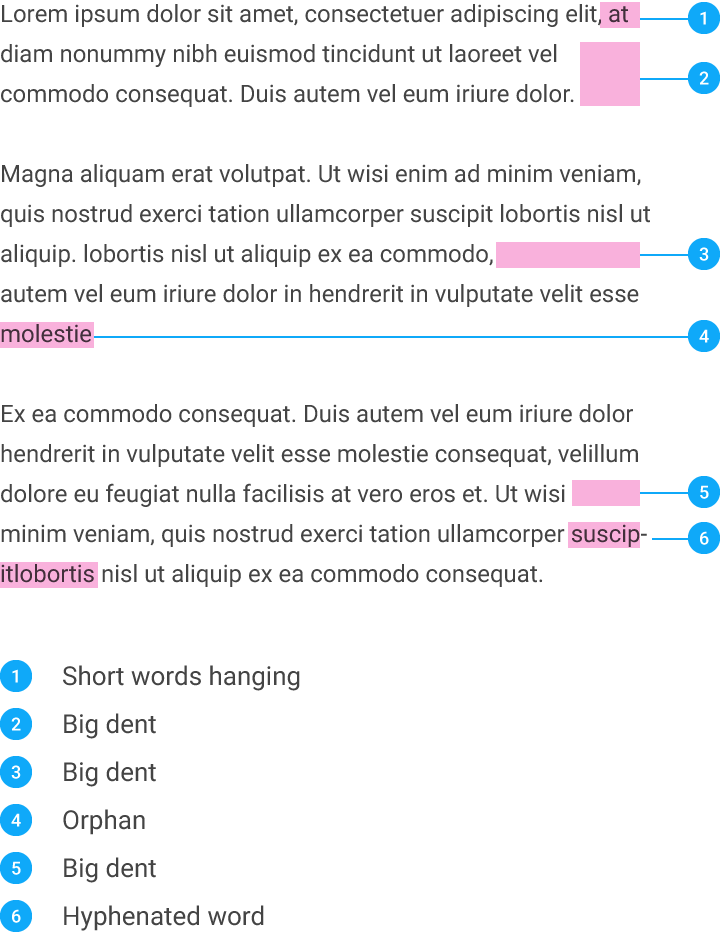 Lorem ipsum dolor sit amet, consectetuer adipiscing elit, at 1
diam nonummy nibh euismod tincidunt ut laoreet vel
2
commodo consequat. Duis autem vel eum iriure dolor.
Magna aliquam erat volutpat. Ut wisi enim ad minim veniam,
quis nostrud exerci tation ullamcorper suscipit lobortis nisl ut
aliquip. lobortis nisl ut aliquip ex ea commodo, 3
autem vel eum iriure dolor in hendrerit in vulputate velit esse
molestie 4
Ex ea commodo consequat. Duis autem vel eum iriure dolor
hendrerit in vulputate velit esse molestie consequat, velillum
dolore eu feugiat nulla facilisis at vero eros et. Ut wisi 5
minim veniam, quis nostrud exerci tation ullamcorper suscip- 6
itlobortis nisl ut aliquip ex ea commodo consequat.
1 Short words hanging
2 Big dent
3 Big dent
4 Orphan
5 Big dent
6 Hyphenated word